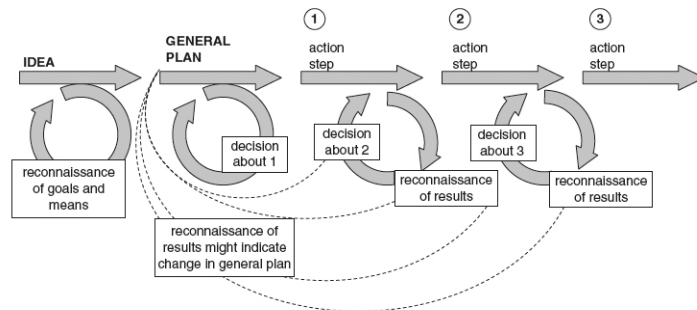 1
2
3
GENERAL
PLAN
action
step
action
step
action
step
IDEA
decision
about 1
decision
about 2
decision
about 3
reconnaissance
of goals and
means
reconnaissance
of results
reconnaissance
of results
reconnaissance of
results might indicate
change in general plan